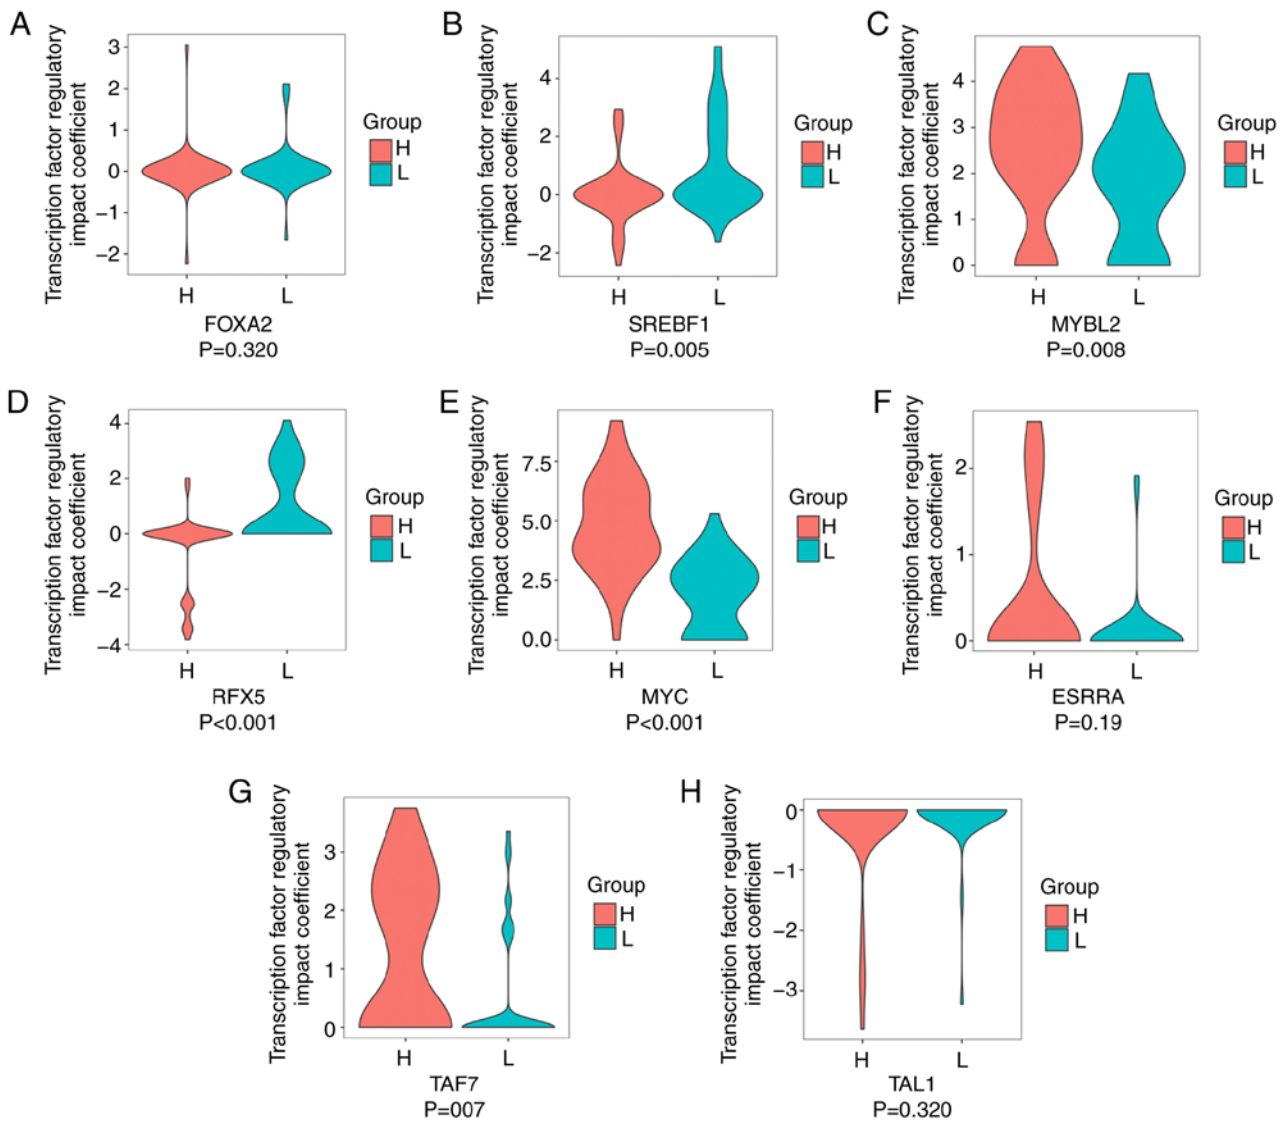 A
Transcription factor regulatory
impact coefficient
3
2
1
0
−1
−2
H
L
FOXA2
P=0.320
Group
H
L
B
Transcription factor regulatory
impact coefficient
4
2
0
−2
H
L
SREBF1
P=0.005
Group
H
L
C
Transcription factor regulatory
impact coefficient
4
3
2
1
0
H
L
MYBL2
P=0.008
Group
H
L
D
Transcription factor regulatory
impact coefficient
4
2
0
−2
−4
H
L
RFX5
P<0.001
Group
H
L
E
Transcription factor regulatory
impact coefficient
7.5
5.0
2.5
0.0
H
L
MYC
P<0.001
Group
H
L
F
Transcription factor regulatory
impact coefficient
2
1
0
H
L
ESRRA
P=0.19
Group
H
L
G
Transcription factor regulatory
impact coefficient
3
2
1
0
H
L
TAF7
P=007
Group
H
L
H
Transcription factor regulatory
impact coefficient
0
−1
−2
−3
H
L
TAL1
P=0.320
Group
H
L